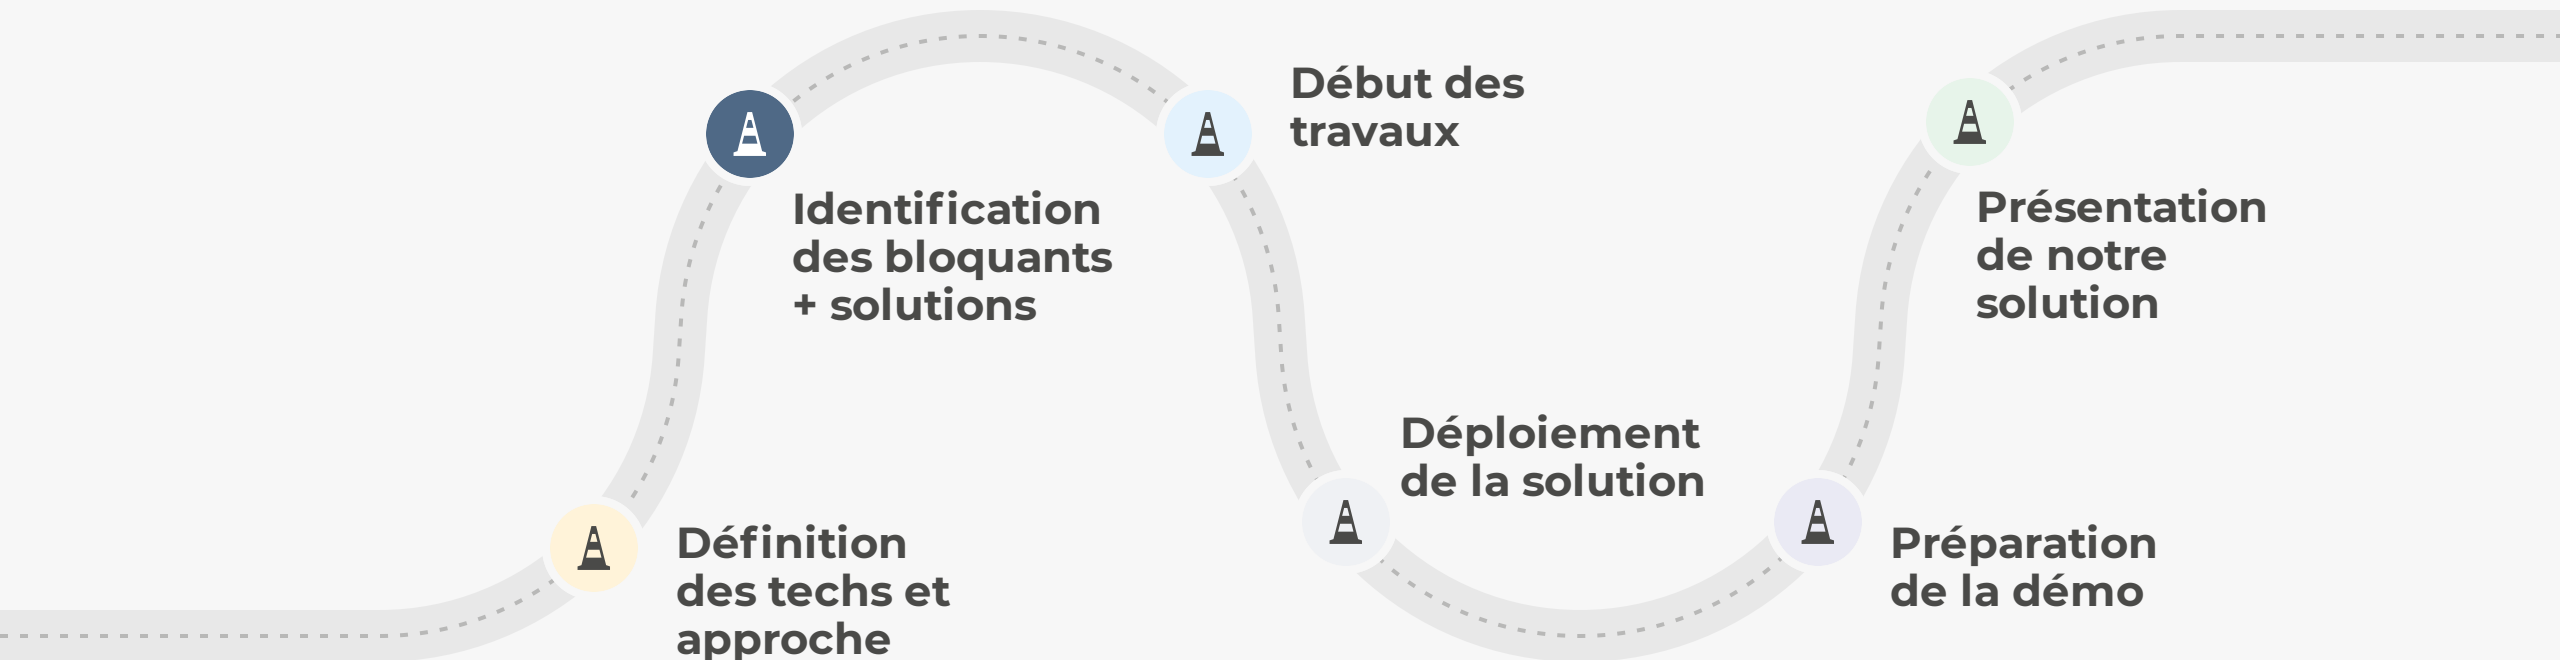 Définition
des techs et
approche
Identification
des bloquants
+ solutions
Début des
travaux
Déploiement
de la solution
Préparation
de la démo
Présentation
de notre
solution